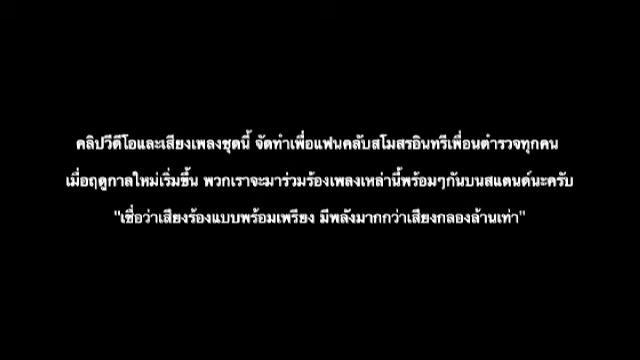 คลิปวีดีโอและเสียงเพลงชุดนี้ จัดทำเพื่อแฟนคลับสโมสรอินทรีเพื่อนตำรวจทุกคน
เมื่อฤดูกาลใหม่เริ่มขึ้น พวกเราจะมาร่วมร้องเพลงเหล่านี้พร้อมๆกันบนสแตนด์นะครับ
"เชื่อว่าเสียงร้องแบบพร้อมเพรียง มีพลังมากกว่าเสียงกลองล้านเท่า"